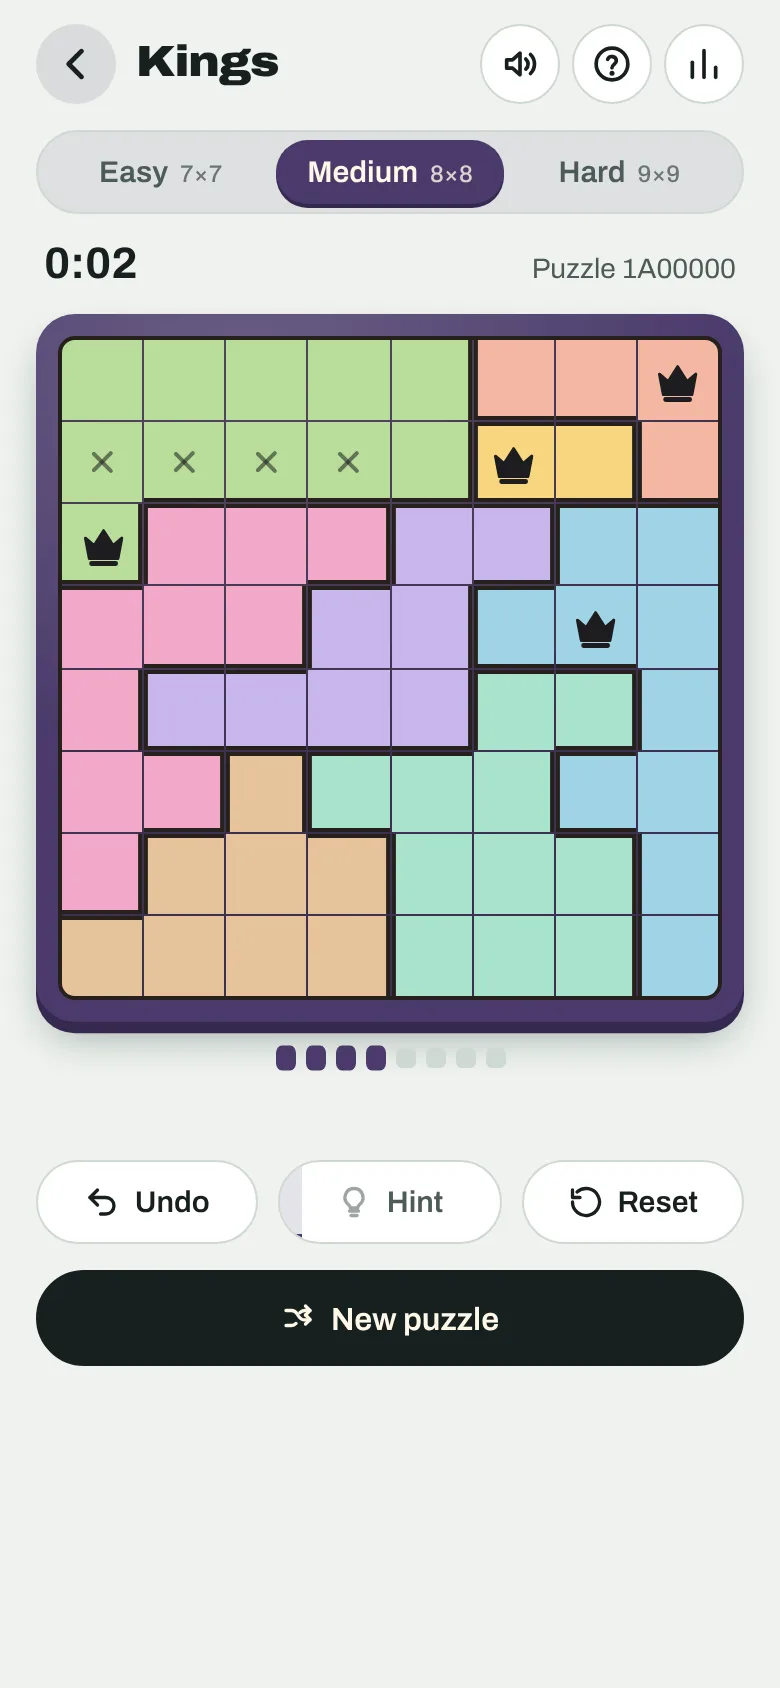 Kings
Easy 7×7
Medium 8×8
Hard 9×9
0:02
Puzzle 1A00000
Undo
Hint
Reset
New puzzle